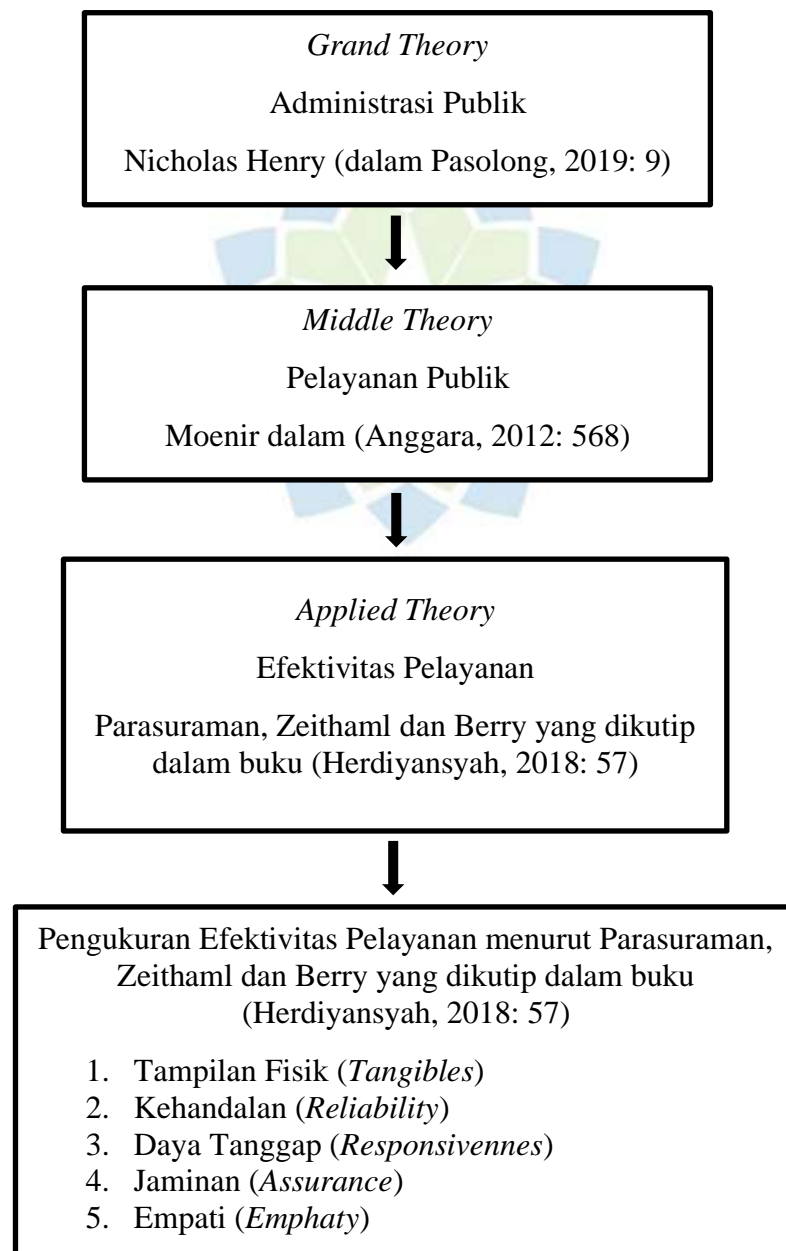 Grand Theory
Administrasi Publik
Nicholas Henry (dalam Pasolong, 2019: 9)
Middle Theory
Pelayanan Publik
Moenir dalam (Anggara, 2012: 568)
Applied Theory
Efektivitas Pelayanan
Parasuraman, Zeithaml dan Berry yang dikutip
dalam buku (Herdiyansyah, 2018: 57)
Pengukuran Efektivitas Pelayanan menurut Parasuraman,
Zeithaml dan Berry yang dikutip dalam buku
(Herdiyansyah, 2018: 57)
1. Tampilan Fisik (Tangibles)
2. Kehandalan (Reliability)
3. Daya Tanggap (Responsivennes)
4. Jaminan (Assurance)
5. Empati (Emphaty)